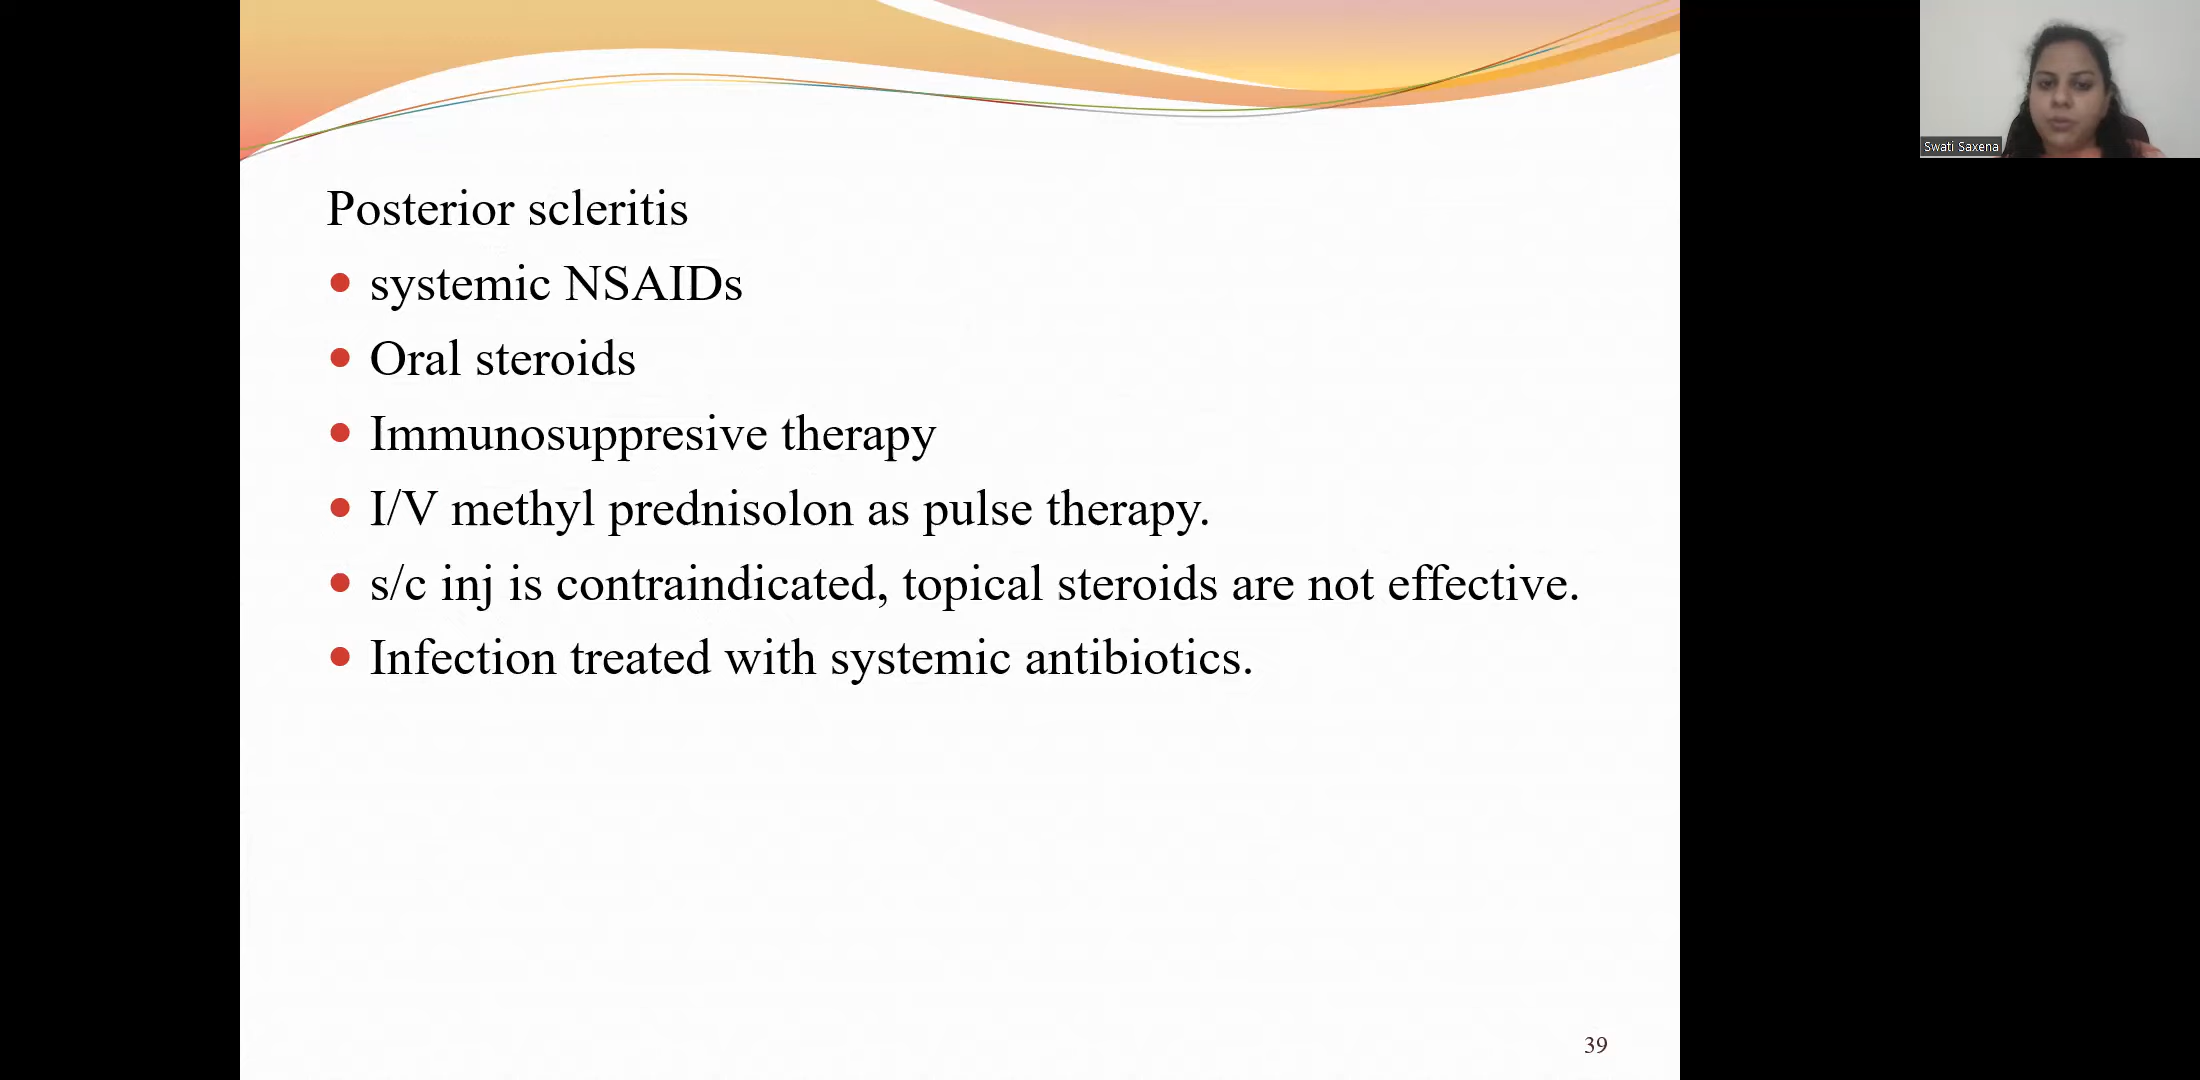 Posterior scleritis
systemic NSAIDs
Oral steroids
Immunosuppresive therapy
I/V methyl prednisolon as pulse therapy.
s/c inj is contraindicated, topical steroids are not effective.
Infection treated with systemic antibiotics.
39
Swati Saxena